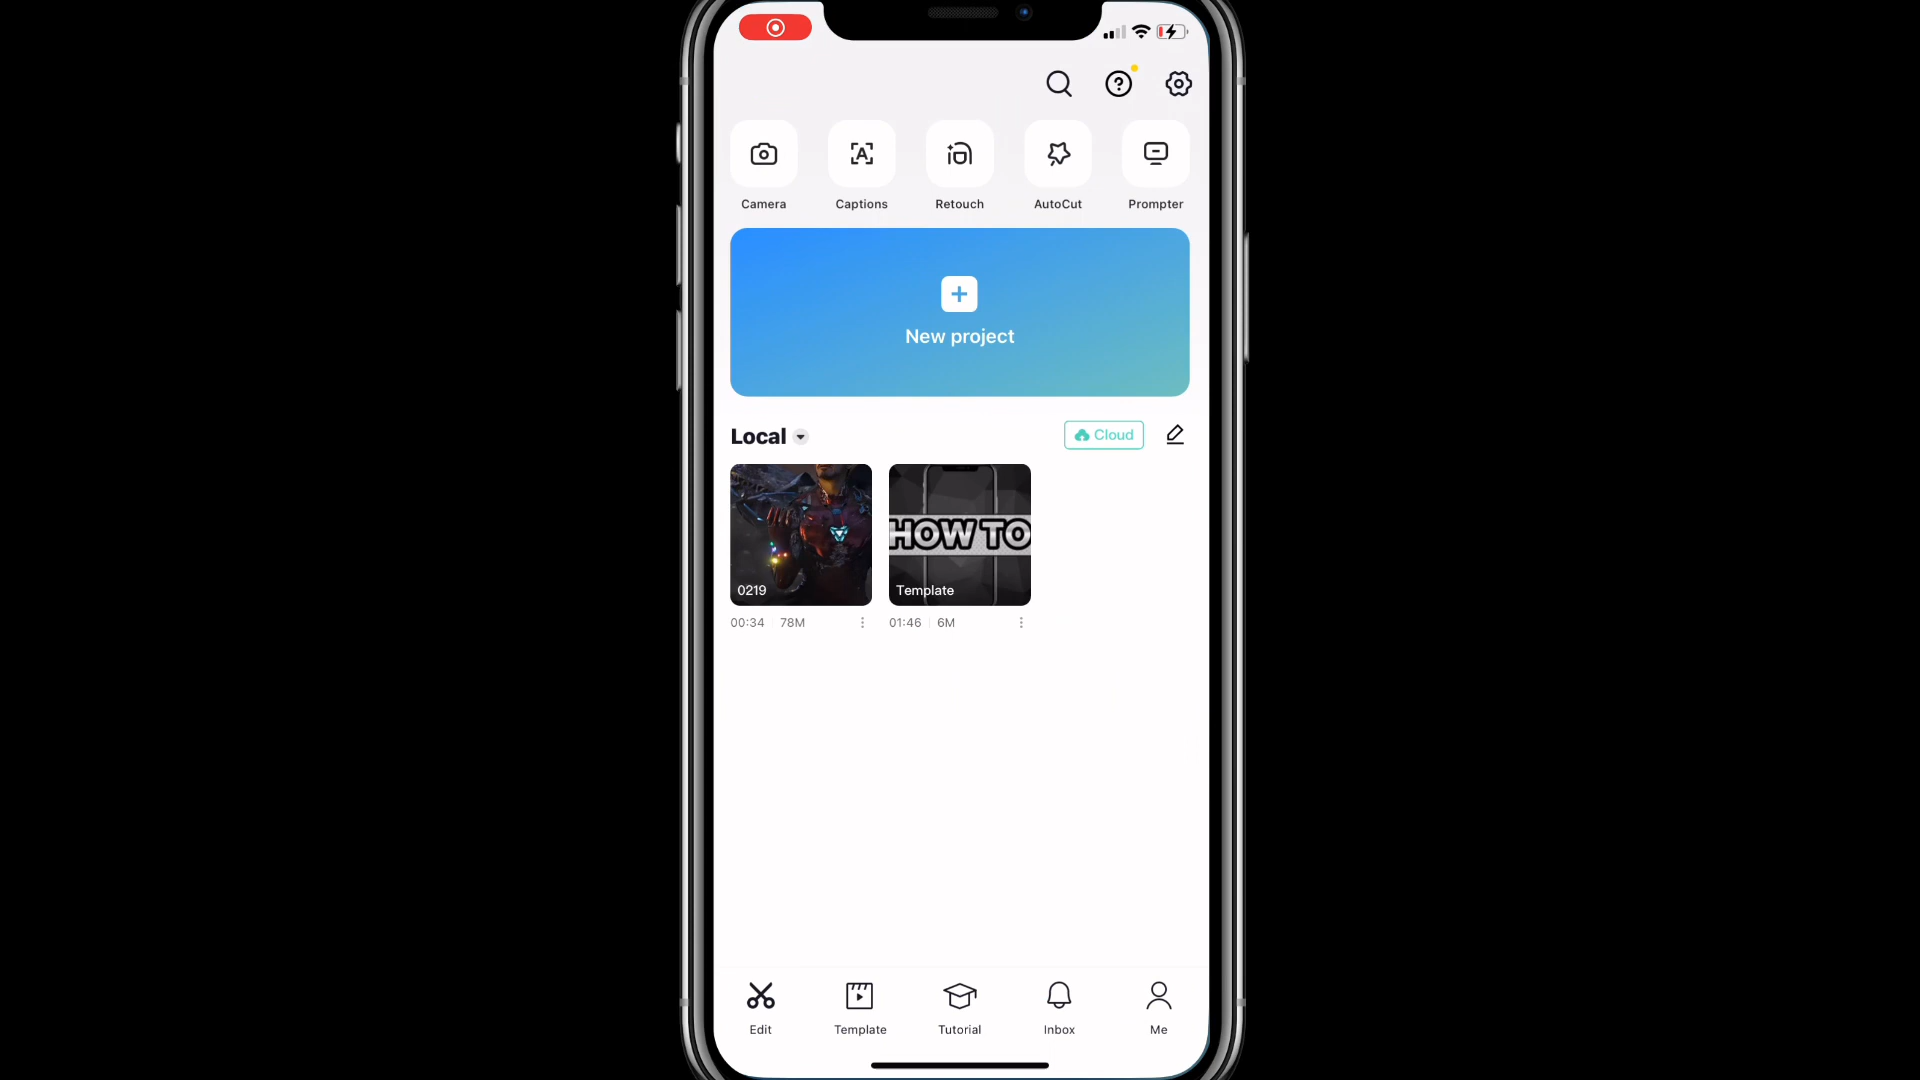 Camera
Captions
Retouch
AutoCut
Prompter
New project
Local
Cloud
HOW TO
0219
Template
00:34 78M
01:46 6M
Edit
Template
Tutorial
Inbox
Me